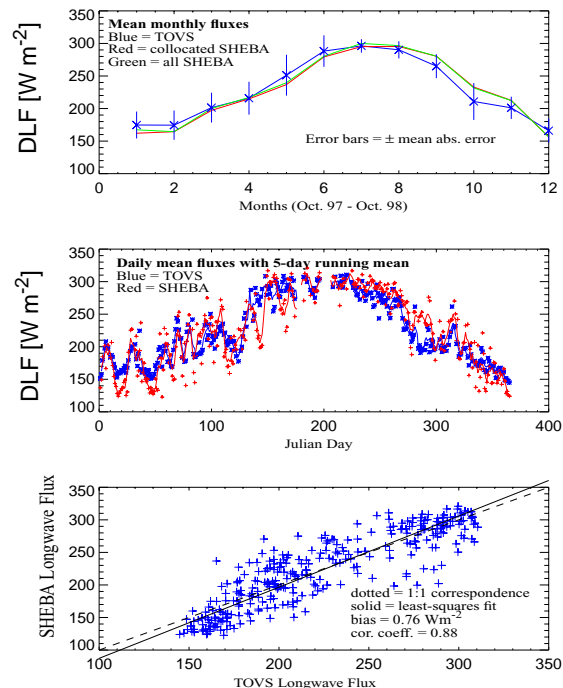 Mean monthly fluxes
Blue = TOVS
Red = collocated SHEBA
Green = all SHEBA
Error bars = ± mean abs. error
DLF [W m-2]
350
300
250
200
150
100
0 2 4 6 8 10 12
Months (Oct. 97 - Oct. 98)
Daily mean fluxes with 5-day running mean
Blue = TOVS
Red = SHEBA
DLF [W m-2]
350
300
250
200
150
100
0 100 200 300 400
Julian Day
SHEBA Longwave Flux
350
300
250
200
150
100
dotted = 1:1 correspondence
solid = least-squares fit
bias = 0.76 Wm-2
cor. coeff. = 0.88
100 150 200 250 300 350
TOVS Longwave Flux